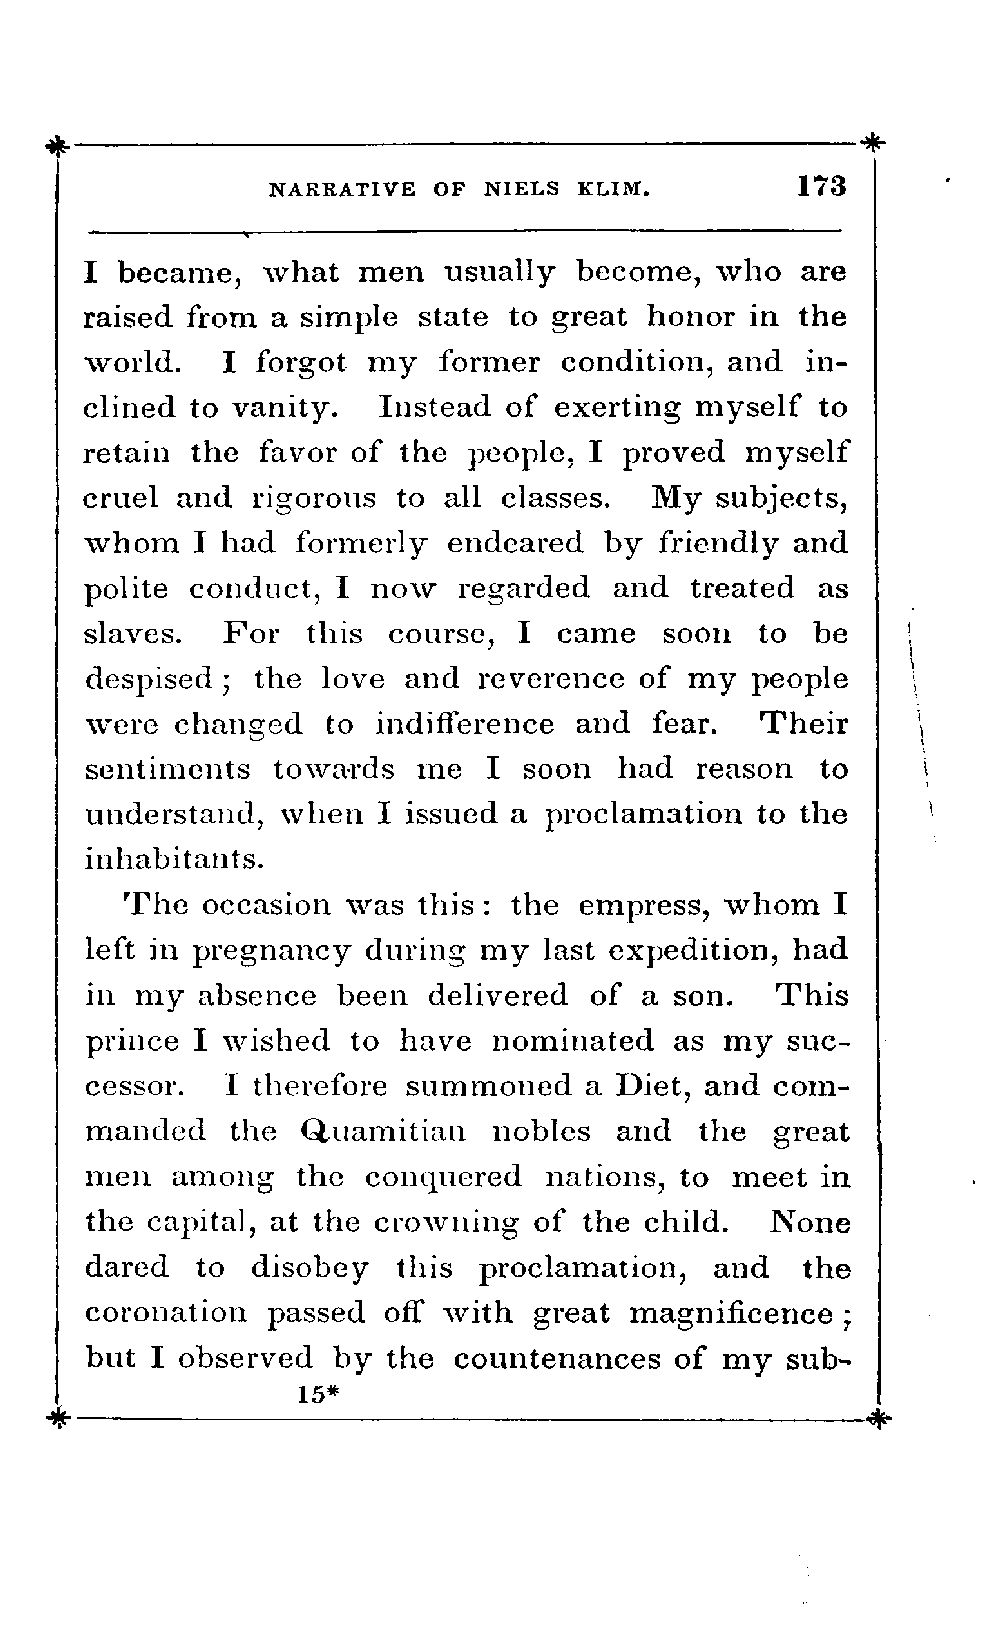 NARRATIVE OF NIELS KLIM. 173
I became, what men usually become, who are
raised from a simple state to great honor in the
world. I forgot my former condition, and in-
clined to vanity. Instead of exerting myself to
retain the favor of the people, I proved myself
cruel and rigorous to all classes. My subjects,
whom I had formerly endeared by friendly and
polite conduct, I now regarded and treated as
slaves. For this course, I came soon to be
despised ; the love and reverence of my people
were changed to indifference and fear. Their
sentiments towards me I soon had reason to
understand, when I issued a proclamation to the
inhabitants.
The occasion was this : the empress, whom I
left in pregnancy during my last expedition, had
in my absence been delivered of a son. This
prince I wished to have nominated as my suc-
cessor. I therefore summoned a Diet, and com-
manded the Quamitian nobles and the great
men among the conquered nations, to meet in
the capital, at the crowning of the child. None
dared to disobey this proclamation, and the
coronation passed off with great magnificence ;
but I observed by the countenances of my sub-
15*